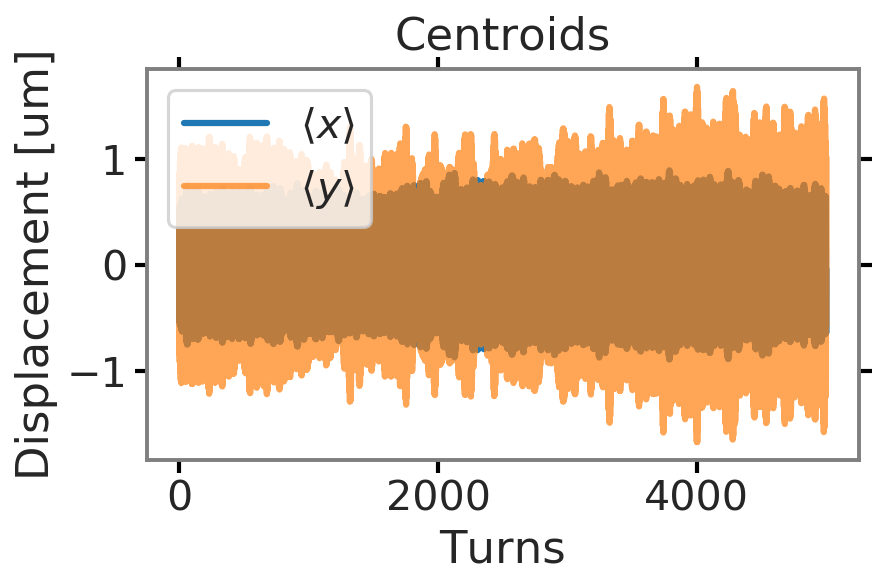 Centroids
Displacement [um]
⟨x⟩
⟨y⟩
1
0
−1
0
2000
4000
Turns